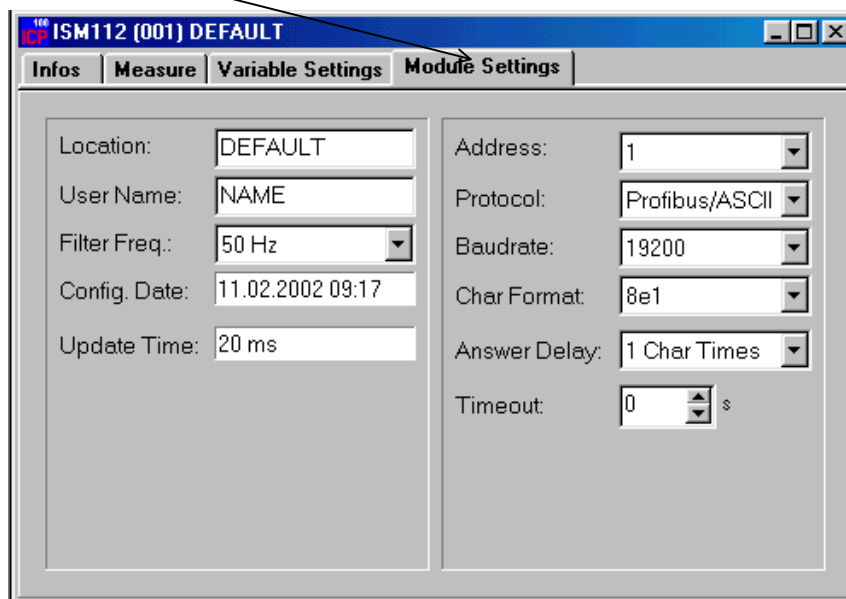 ICP 100 ISM112 (001) DEFAULT
Infos Measure Variable Settings Module Settings
Location: DEFAULT
User Name: NAME
Filter Freq.: 50 Hz
Config. Date: 11.02.2002 09:17
Update Time: 20 ms
Address: 1
Protocol: Profibus/ASCII
Baudrate: 19200
Char Format: 8e1
Answer Delay: 1 Char Times
Timeout: 0 s